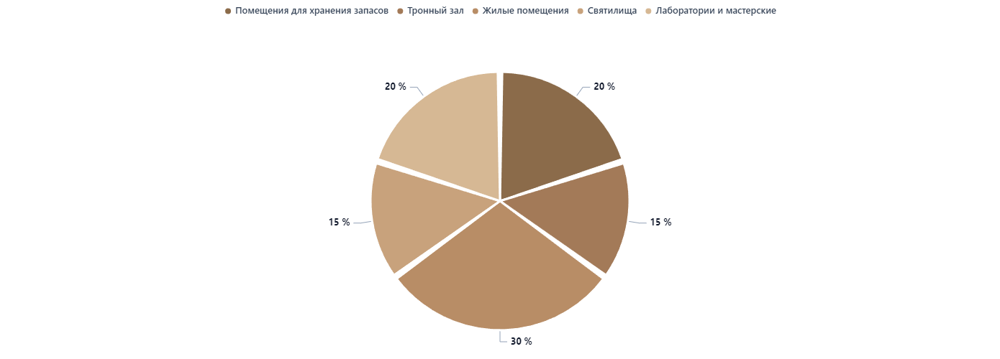 Помещения для хранения запасов Тронный зал Жилые помещения Святилища Лаборатории и мастерские
20 % 20 %
15 % 15 %
30 %